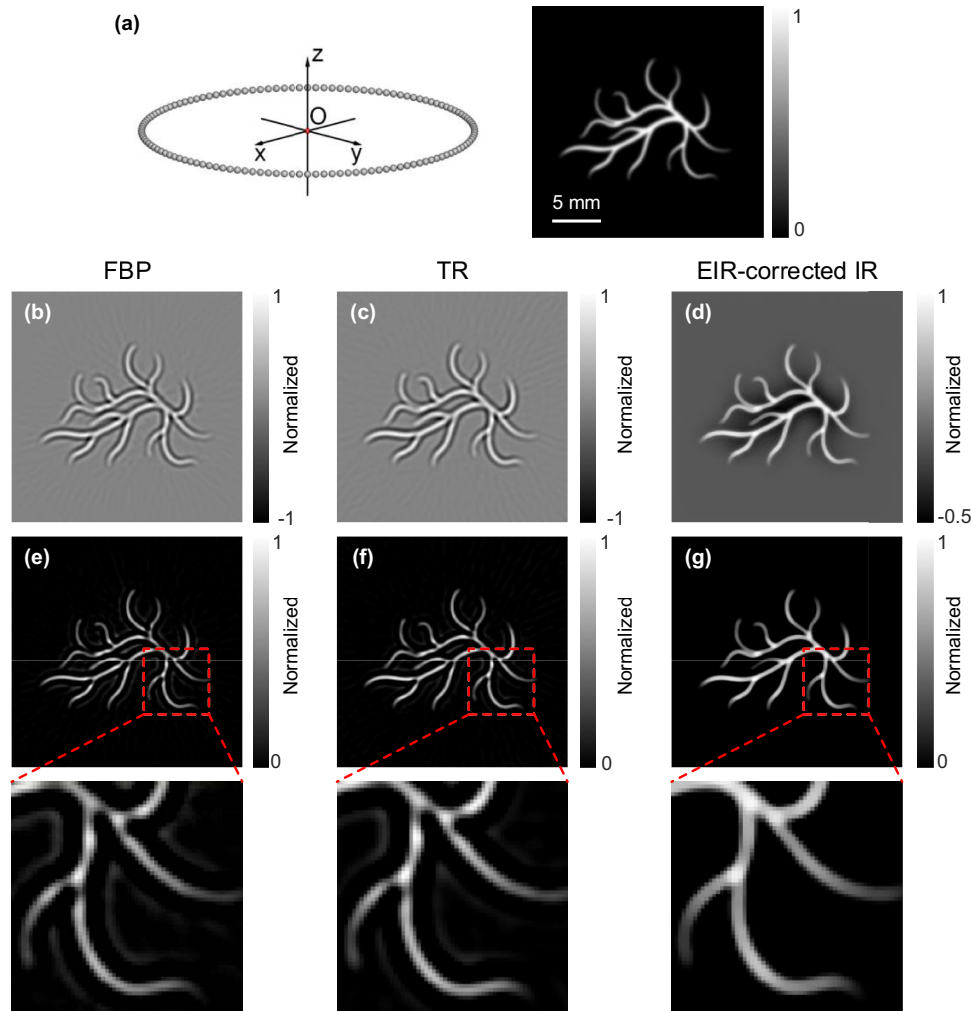 (a)
z
O
x
y
5 mm
1
0
FBP
TR
EIR-corrected IR
(b)
1
Normalized
-1
(c)
1
Normalized
-1
(d)
1
Normalized
-0.5
(e)
1
Normalized
0
(f)
1
Normalized
0
(g)
1
Normalized
0